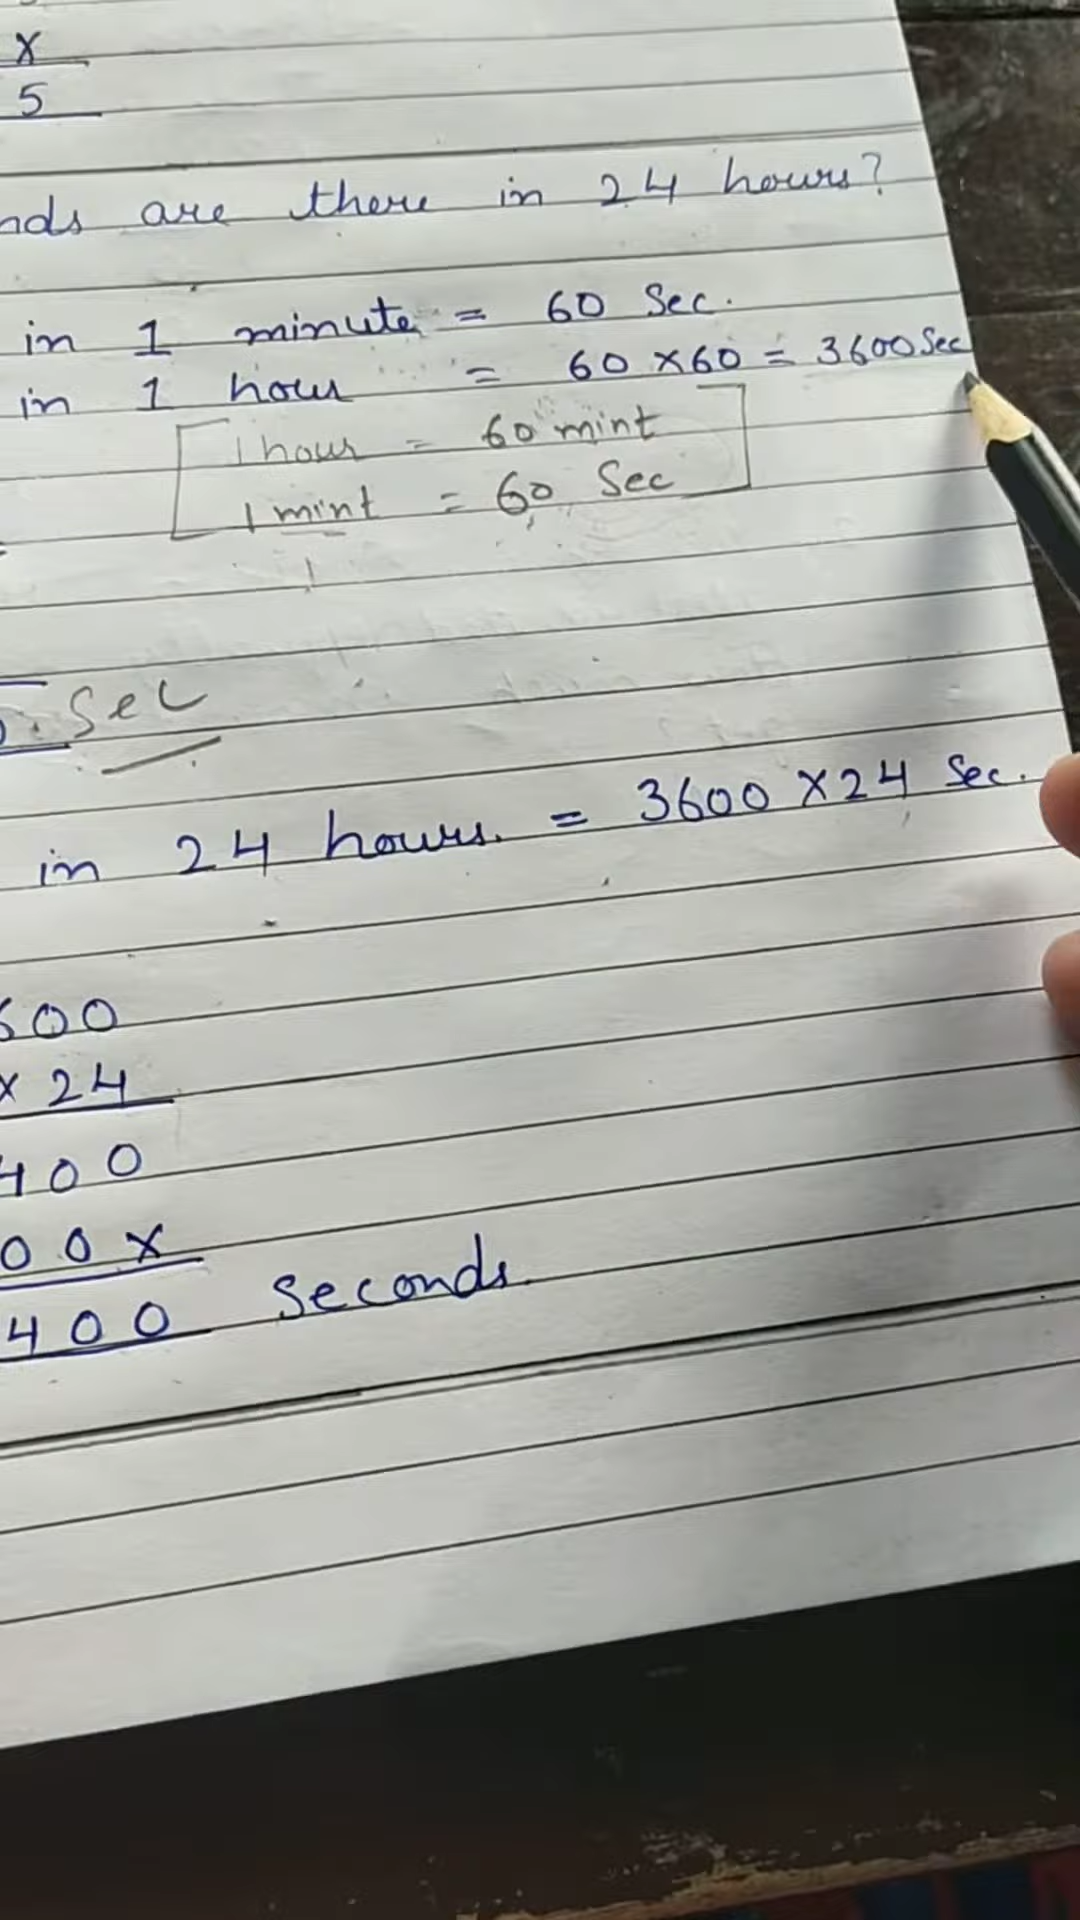 x
5
are there in 24 hours?
in 1 minute = 60 Sec.
in 1 hour = 60 x 60 = 3600 Sec
1 hour = 60 mint
1 mint = 60 Sec
Sec
in 24 hours. = 3600 X 24 Sec.
600
x 24
400
00x
400 Seconds.